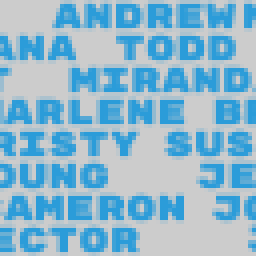 ANDREW
ANA TODD
T MIRANDA
ARLENE B
RISTY SUS
OUNG JE
CAMERON JO
ECTOR J